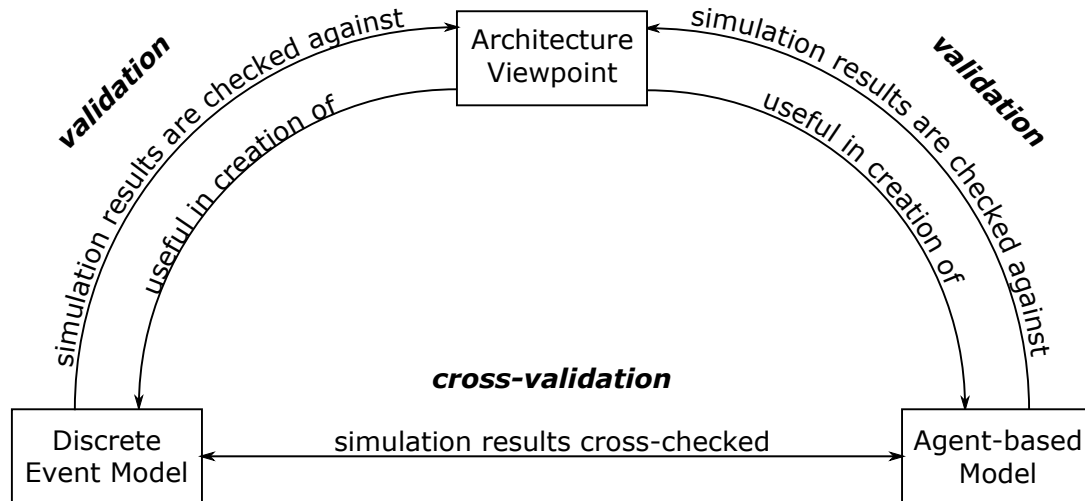 Architecture
Viewpoint
validation
simulation results are checked against
useful in creation of
simulation results are checked against
useful in creation of
validation
cross-validation
simulation results cross-checked
Discrete
Event Model
Agent-based
Model